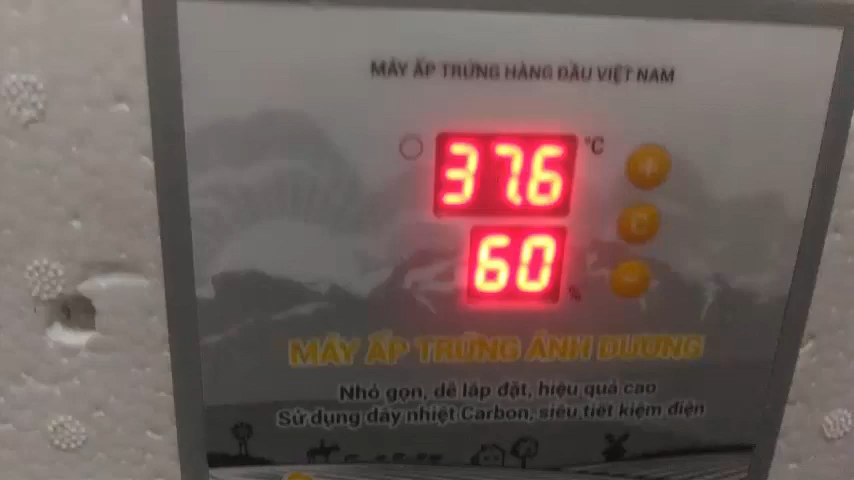 MÁY ẤP TRỨNG HÀNG ĐẦU VIỆT NAM
37.6 °C
+
C
60 %
-
MÁY ẤP TRỨNG ÁNH DƯƠNG
Nhỏ gọn, dễ lắp đặt, hiệu quả cao
Sử dụng dây nhiệt Carbon, siêu tiết kiệm điện